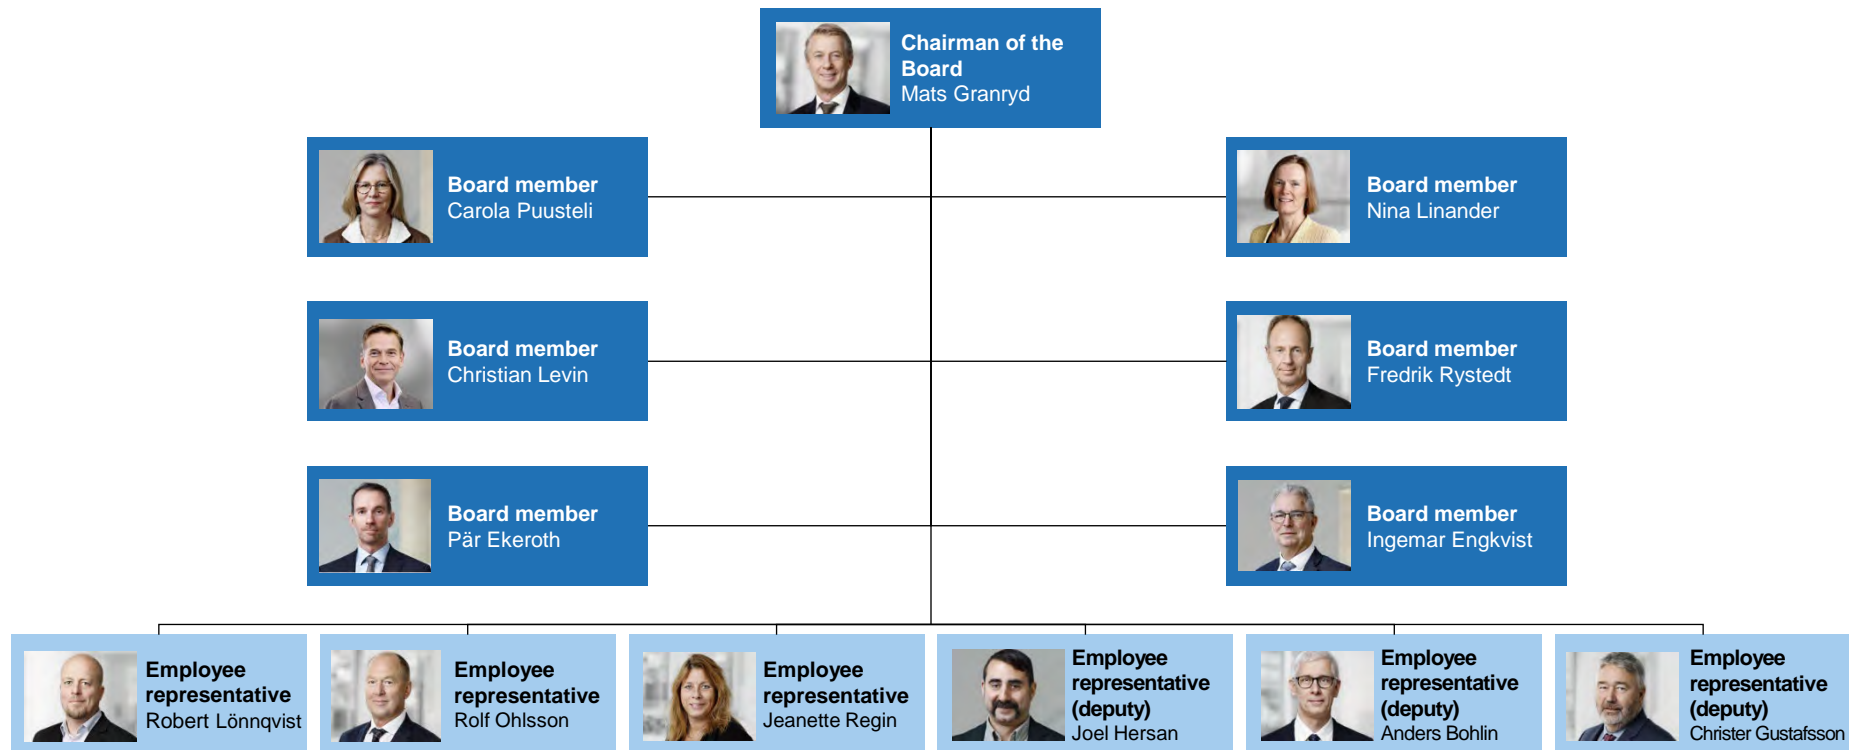 Chairman of the
Board
Mats Granryd
Board member
Carola Puusteli
Board member
Nina Linander
Board member
Christian Levin
Board member
Fredrik Rystedt
Board member
Pär Ekeroth
Board member
Ingemar Engkvist
Employee
representative
Robert Lönnqvist
Employee
representative
Rolf Ohlsson
Employee
representative
Jeanette Regin
Employee
representative
(deputy)
Joel Hersan
Employee
representative
(deputy)
Anders Bohlin
Employee
representative
(deputy)
Christer Gustafsson